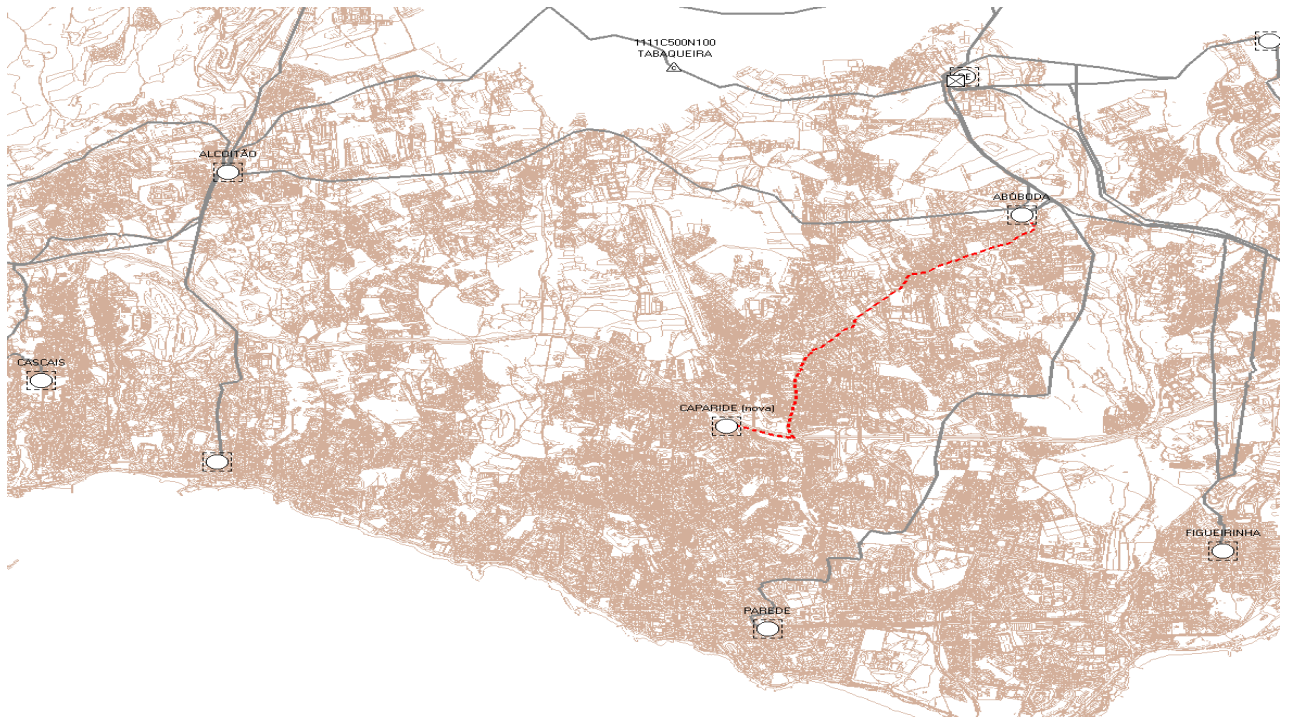 1111C500N100
TABAQUEIRA
ALCOITÃO
ABÓBODA
CASCAIS
CAPARIDE (nova)
FIGUEIRINHA
PAREDE